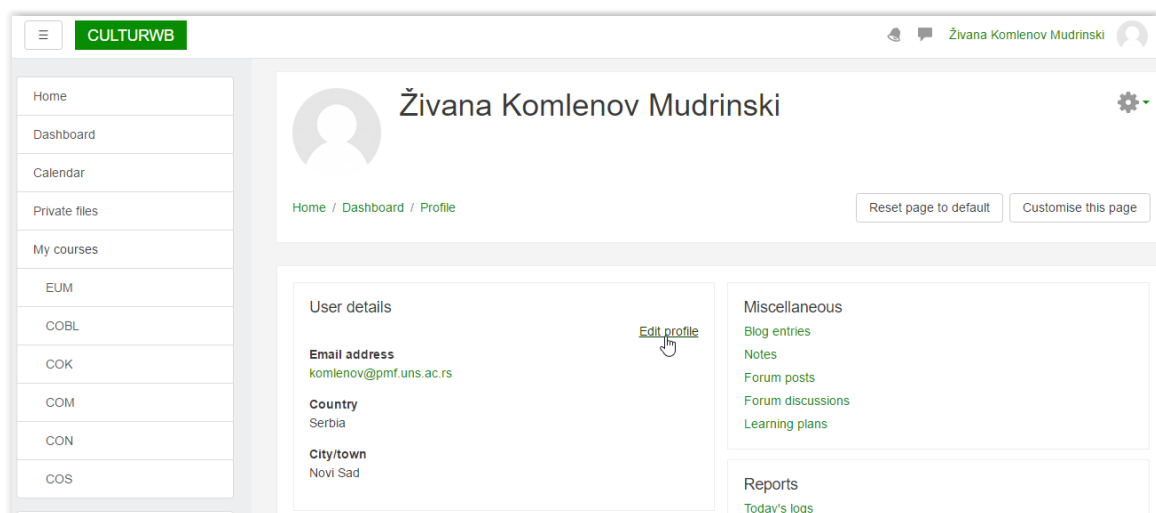 CULTURWB
Živana Komlenov Mudrinski
Home
Dashboard
Calendar
Private files
My courses
EUM
COBL
COK
COM
CON
COS
Živana Komlenov Mudrinski
Home / Dashboard / Profile
Reset page to default
Customise this page
User details
Edit profile
Email address
komlenov@pmf.uns.ac.rs
Country
Serbia
City/town
Novi Sad
Miscellaneous
Blog entries
Notes
Forum posts
Forum discussions
Learning plans
Reports
Today's logs